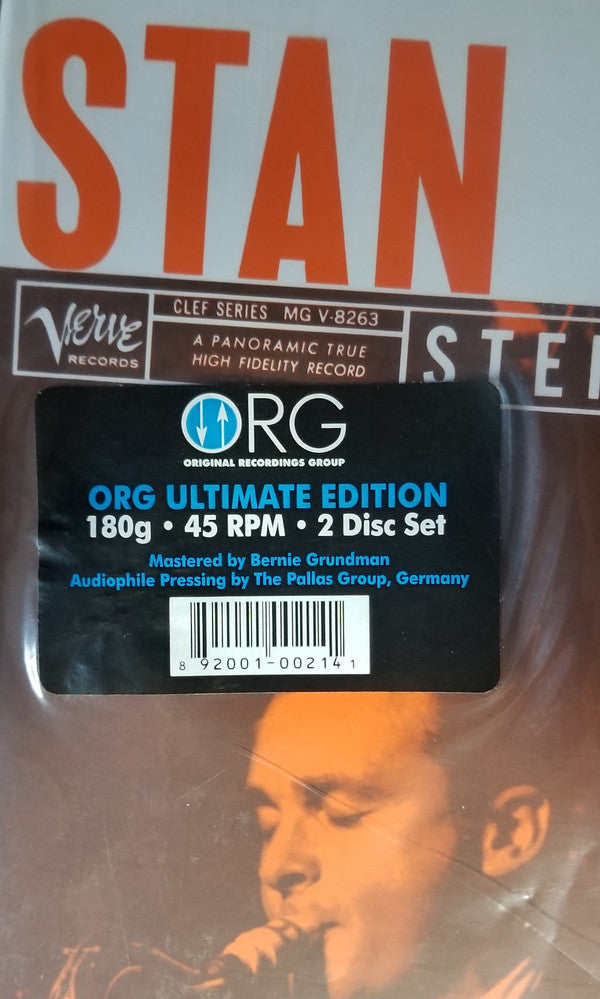 STAN
Verve
RECORDS
CLEF SERIES MG V-8263
A PANORAMIC TRUE
HIGH FIDELITY RECORD
STE
ORG
ORIGINAL RECORDINGS GROUP
ORG ULTIMATE EDITION
180g • 45 RPM • 2 Disc Set
Mastered by Bernie Grundman
Audiophile Pressing by The Pallas Group, Germany
8 92001-00214 1